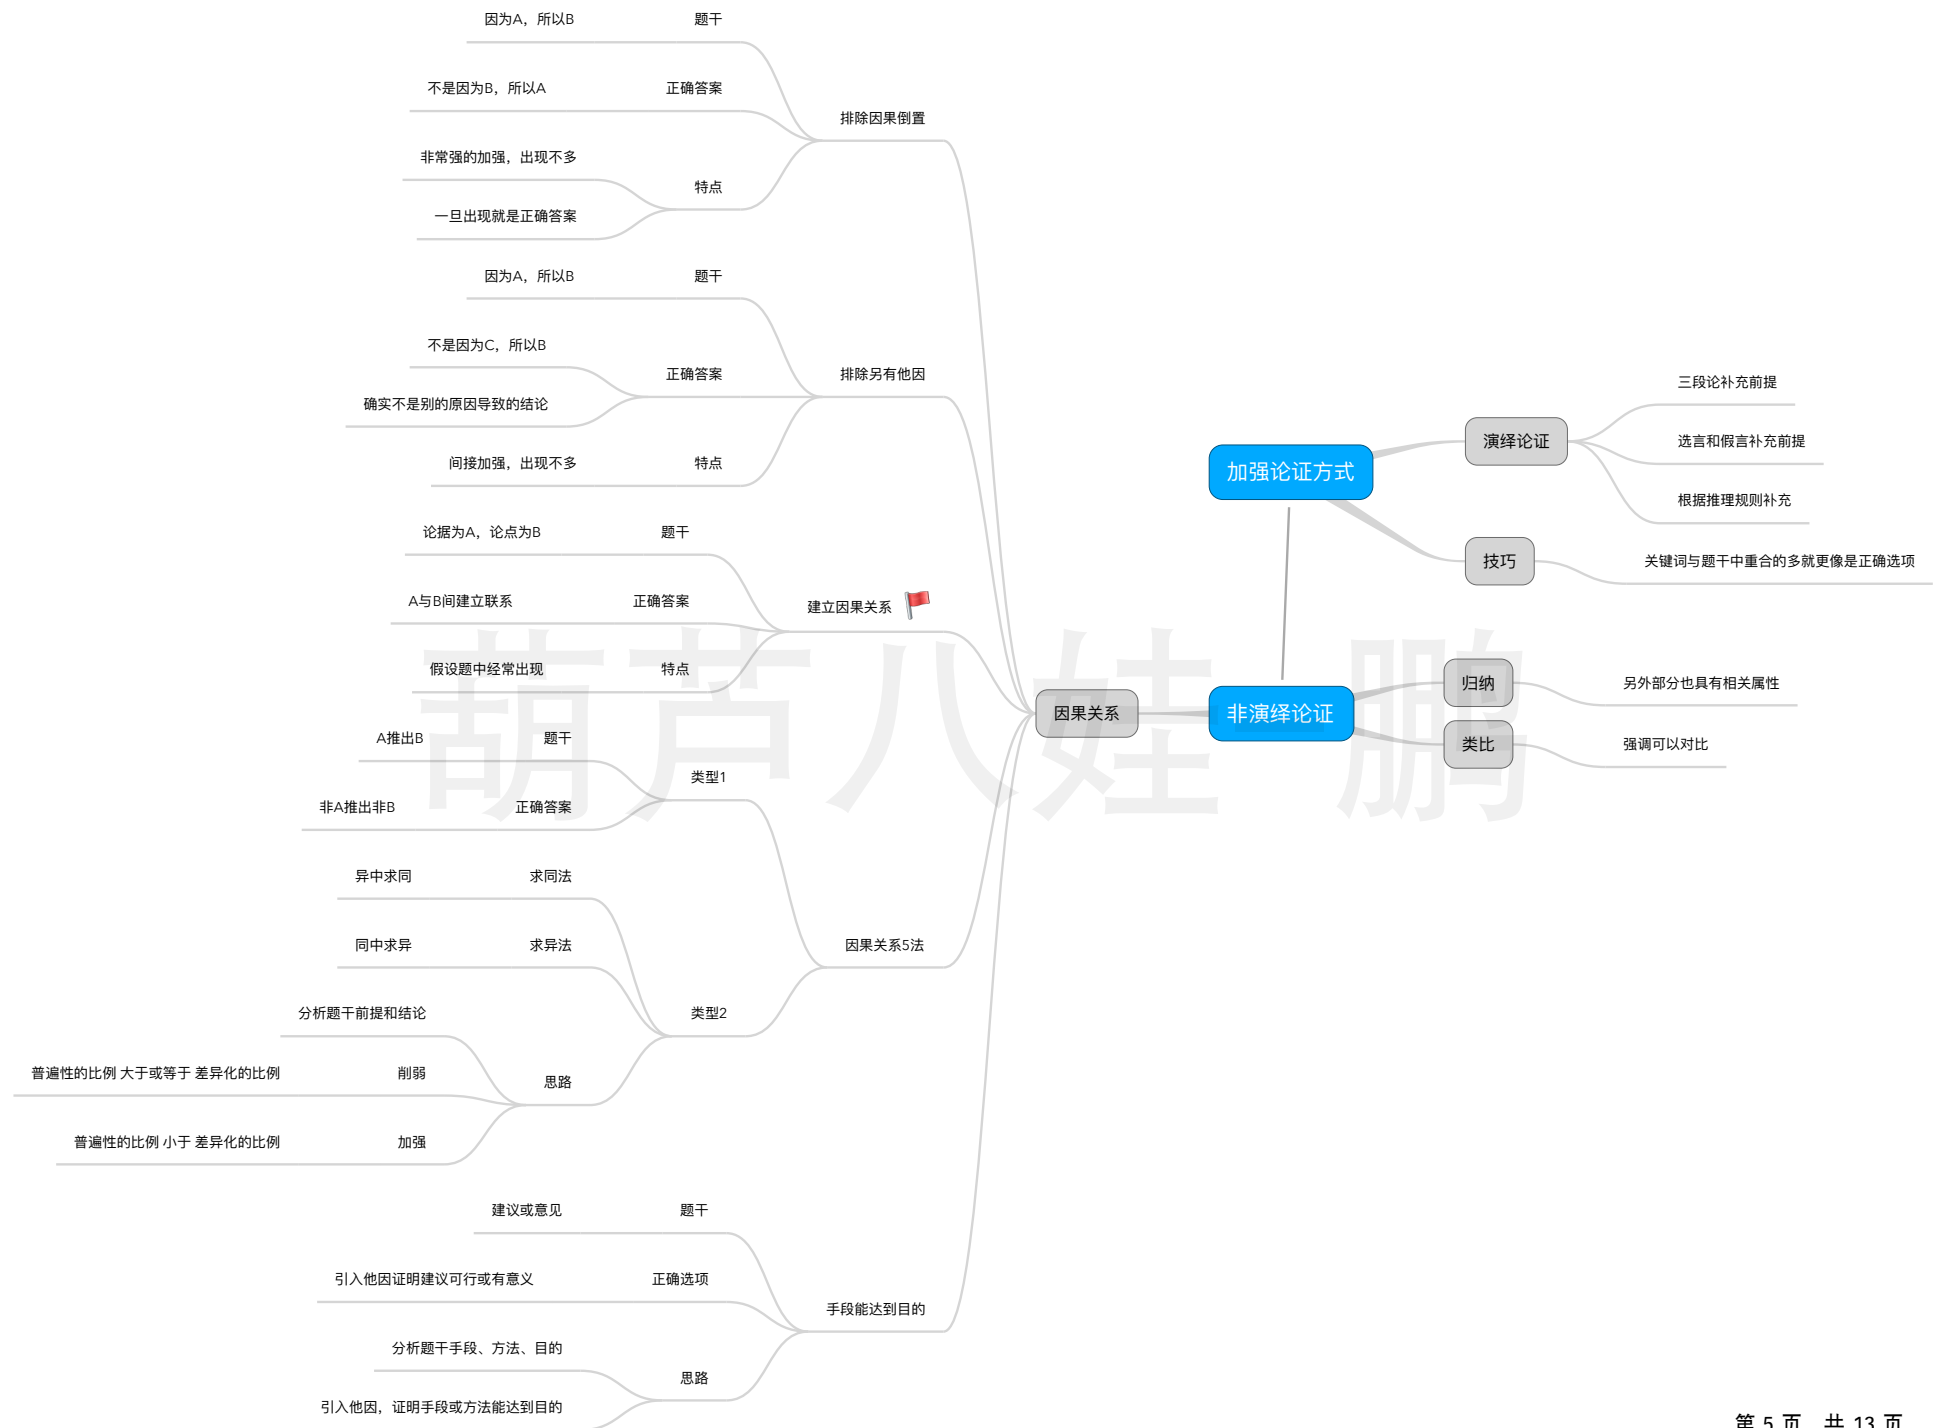 因为A，所以B
题干
不是因为B，所以A
正确答案
排除因果倒置
非常强的加强，出现不多
特点
一旦出现就是正确答案
因为A，所以B
题干
不是因为C，所以B
正确答案
排除另有他因
确实不是别的原因导致的结论
间接加强，出现不多
特点
论据为A，论点为B
题干
A与B间建立联系
正确答案
建立因果关系
假设题中经常出现
特点
因果关系
A推出B
题干
类型1
非A推出非B
正确答案
异中求同
求同法
同中求异
求异法
因果关系5法
分析题干前提和结论
类型2
普遍性的比例 大于或等于 差异化的比例
削弱
思路
普遍性的比例 小于 差异化的比例
加强
建议或意见
题干
引入他因证明建议可行或有意义
正确选项
手段能达到目的
分析题干手段、方法、目的
思路
引入他因，证明手段或方法能达到目的
加强论证方式
演绎论证
三段论补充前提
选言和假言补充前提
根据推理规则补充
技巧
关键词与题干中重合的多就更像是正确选项
非演绎论证
归纳
另外部分也具有相关属性
类比
强调可以对比
葫芦八娃 鹏
第 5 页 共 13 页